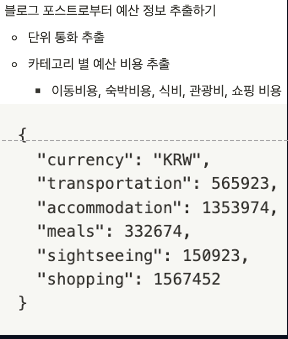 블로그 포스트로부터 예산 정보 추출하기
단위 통화 추출
카테고리 별 예산 비용 추출
이동비용, 숙박비용, 식비, 관광비, 쇼핑 비용
{
"currency": "KRW",
"transportation": 565923,
"accommodation": 1353974,
"meals": 332674,
"sightseeing": 150923,
"shopping": 1567452
}